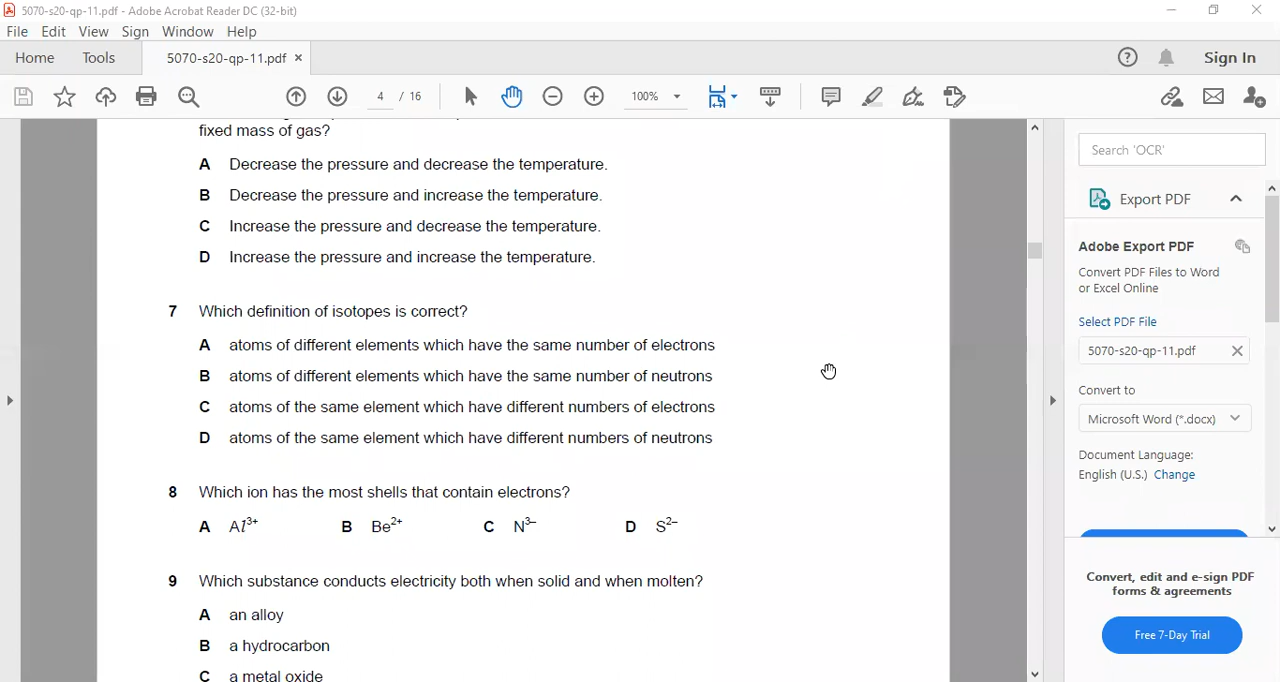 5070-s20-qp-11.pdf - Adobe Acrobat Reader DC (32-bit)
File Edit View Sign Window Help
Home Tools 5070-s20-qp-11.pdf × Sign In
4 / 16 100%
fixed mass of gas?
A Decrease the pressure and decrease the temperature.
B Decrease the pressure and increase the temperature.
C Increase the pressure and decrease the temperature.
D Increase the pressure and increase the temperature.
7 Which definition of isotopes is correct?
A atoms of different elements which have the same number of electrons
B atoms of different elements which have the same number of neutrons
C atoms of the same element which have different numbers of electrons
D atoms of the same element which have different numbers of neutrons
8 Which ion has the most shells that contain electrons?
A Al³⁺ B Be²⁺ C N³⁻ D S²⁻
9 Which substance conducts electricity both when solid and when molten?
A an alloy
B a hydrocarbon
C a metal oxide
Search 'OCR'
Export PDF
Adobe Export PDF
Convert PDF Files to Word
or Excel Online
Select PDF File
5070-s20-qp-11.pdf
Convert to
Microsoft Word (*.docx)
Document Language:
English (U.S.) Change
Convert, edit and e-sign PDF
forms & agreements
Free 7-Day Trial